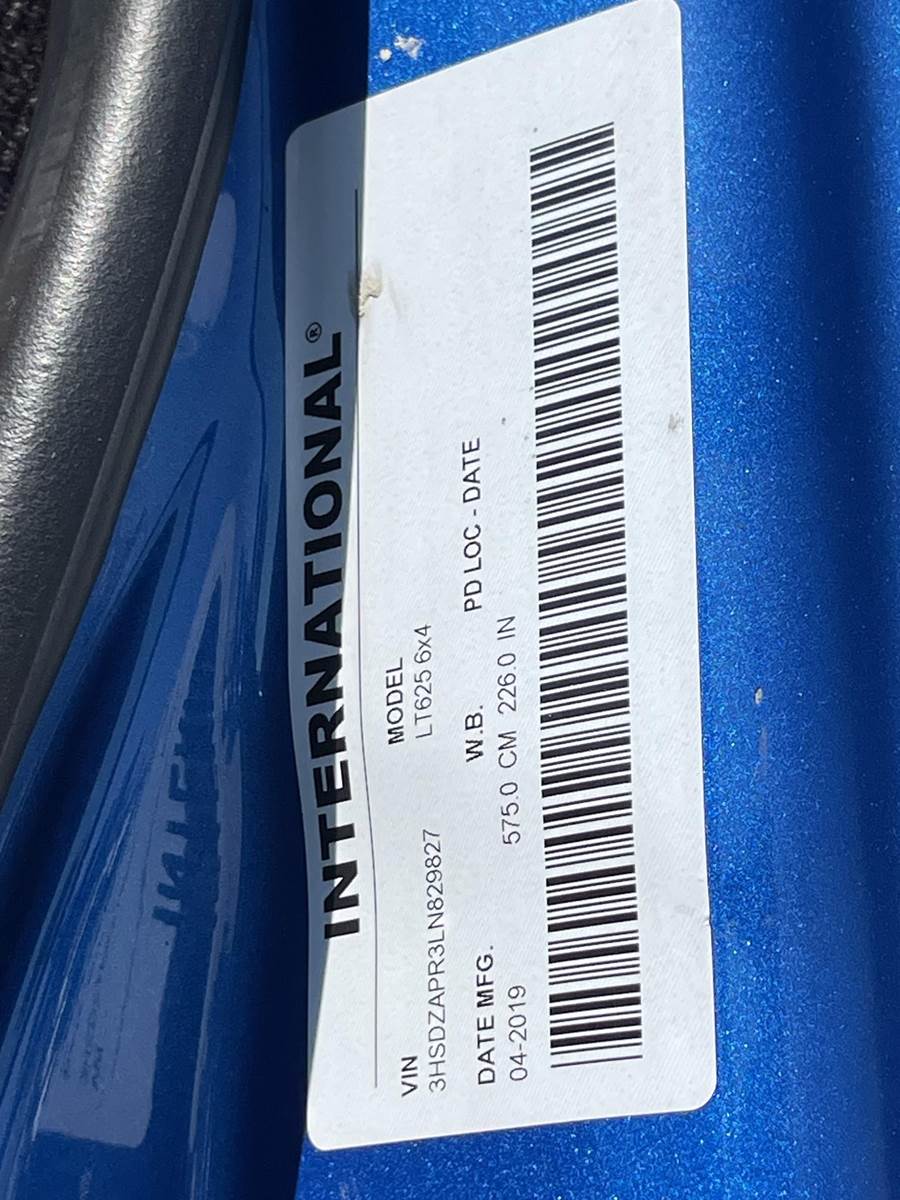 INTERNATIONAL®
VIN MODEL
3HSDZAPR3LN829827 LT625 6x4
DATE MFG. W.B. PD LOC - DATE
04-2019 575.0 CM 226.0 IN